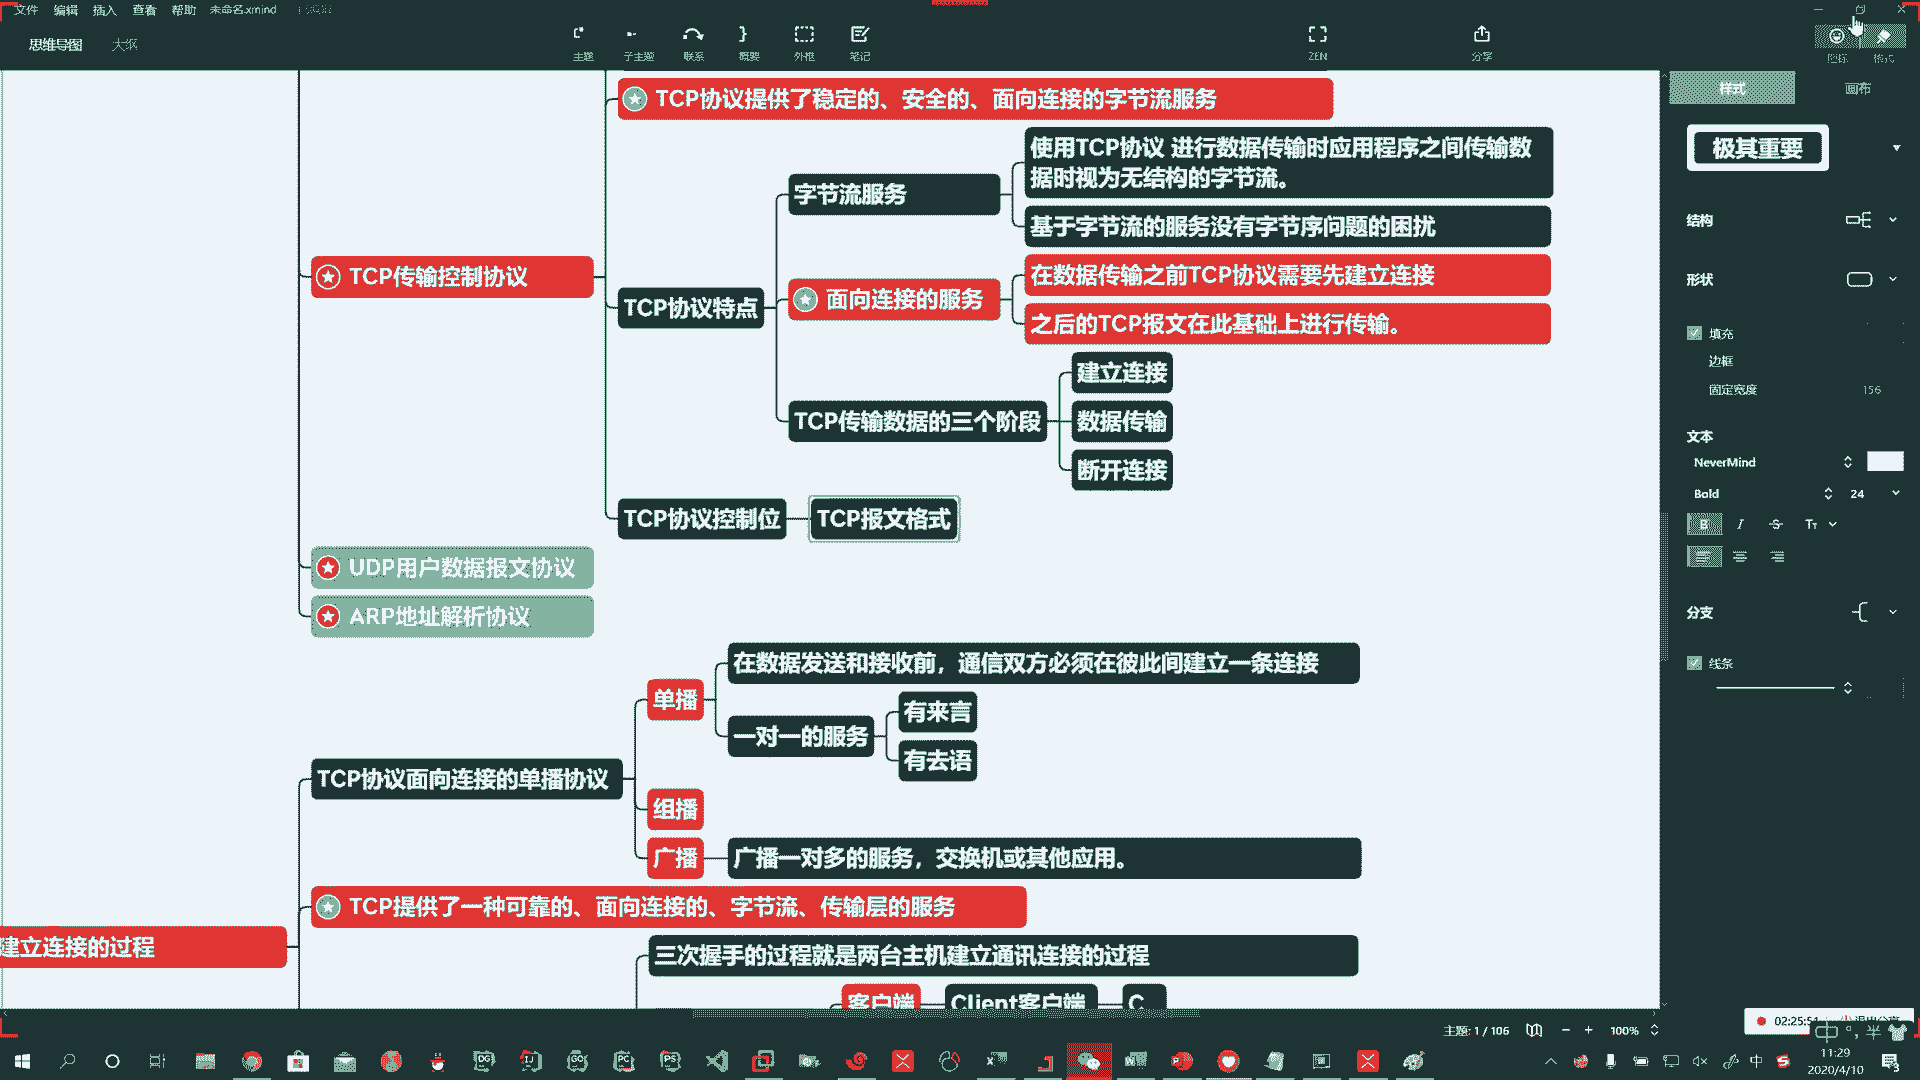 文件 编辑 插入 查看 帮助 未命名.xmind
思维导图 大纲
主题 子主题 联系 概要 外框 笔记 ZEN 分享 图标 格式
样式 画布
TCP协议提供了稳定的、安全的、面向连接的字节流服务
使用TCP协议 进行数据传输时应用程序之间传输数
据时视为无结构的字节流。
字节流服务
基于字节流的服务没有字节序问题的困扰
TCP传输控制协议
在数据传输之前TCP协议需要先建立连接
面向连接的服务
TCP协议特点
之后的TCP报文在此基础上进行传输。
建立连接
TCP传输数据的三个阶段
数据传输
断开连接
TCP协议控制位
TCP报文格式
UDP用户数据报文协议
ARP地址解析协议
在数据发送和接收前，通信双方必须在彼此间建立一条连接
单播
有来言
一对一的服务
有去语
TCP协议面向连接的单播协议
组播
广播
广播一对多的服务，交换机或其他应用。
TCP提供了一种可靠的、面向连接的、字节流、传输层的服务
建立连接的过程
三次握手的过程就是两台主机建立通讯连接的过程
客户端
Client客户端
C
极其重要
结构
形状
填充
边框
固定宽度 156
文本
NeverMind
Bold 24
B I S Tт
分支
线条
主题: 1 / 106 100%
02:25:51
中 半
11:29
2020/4/10